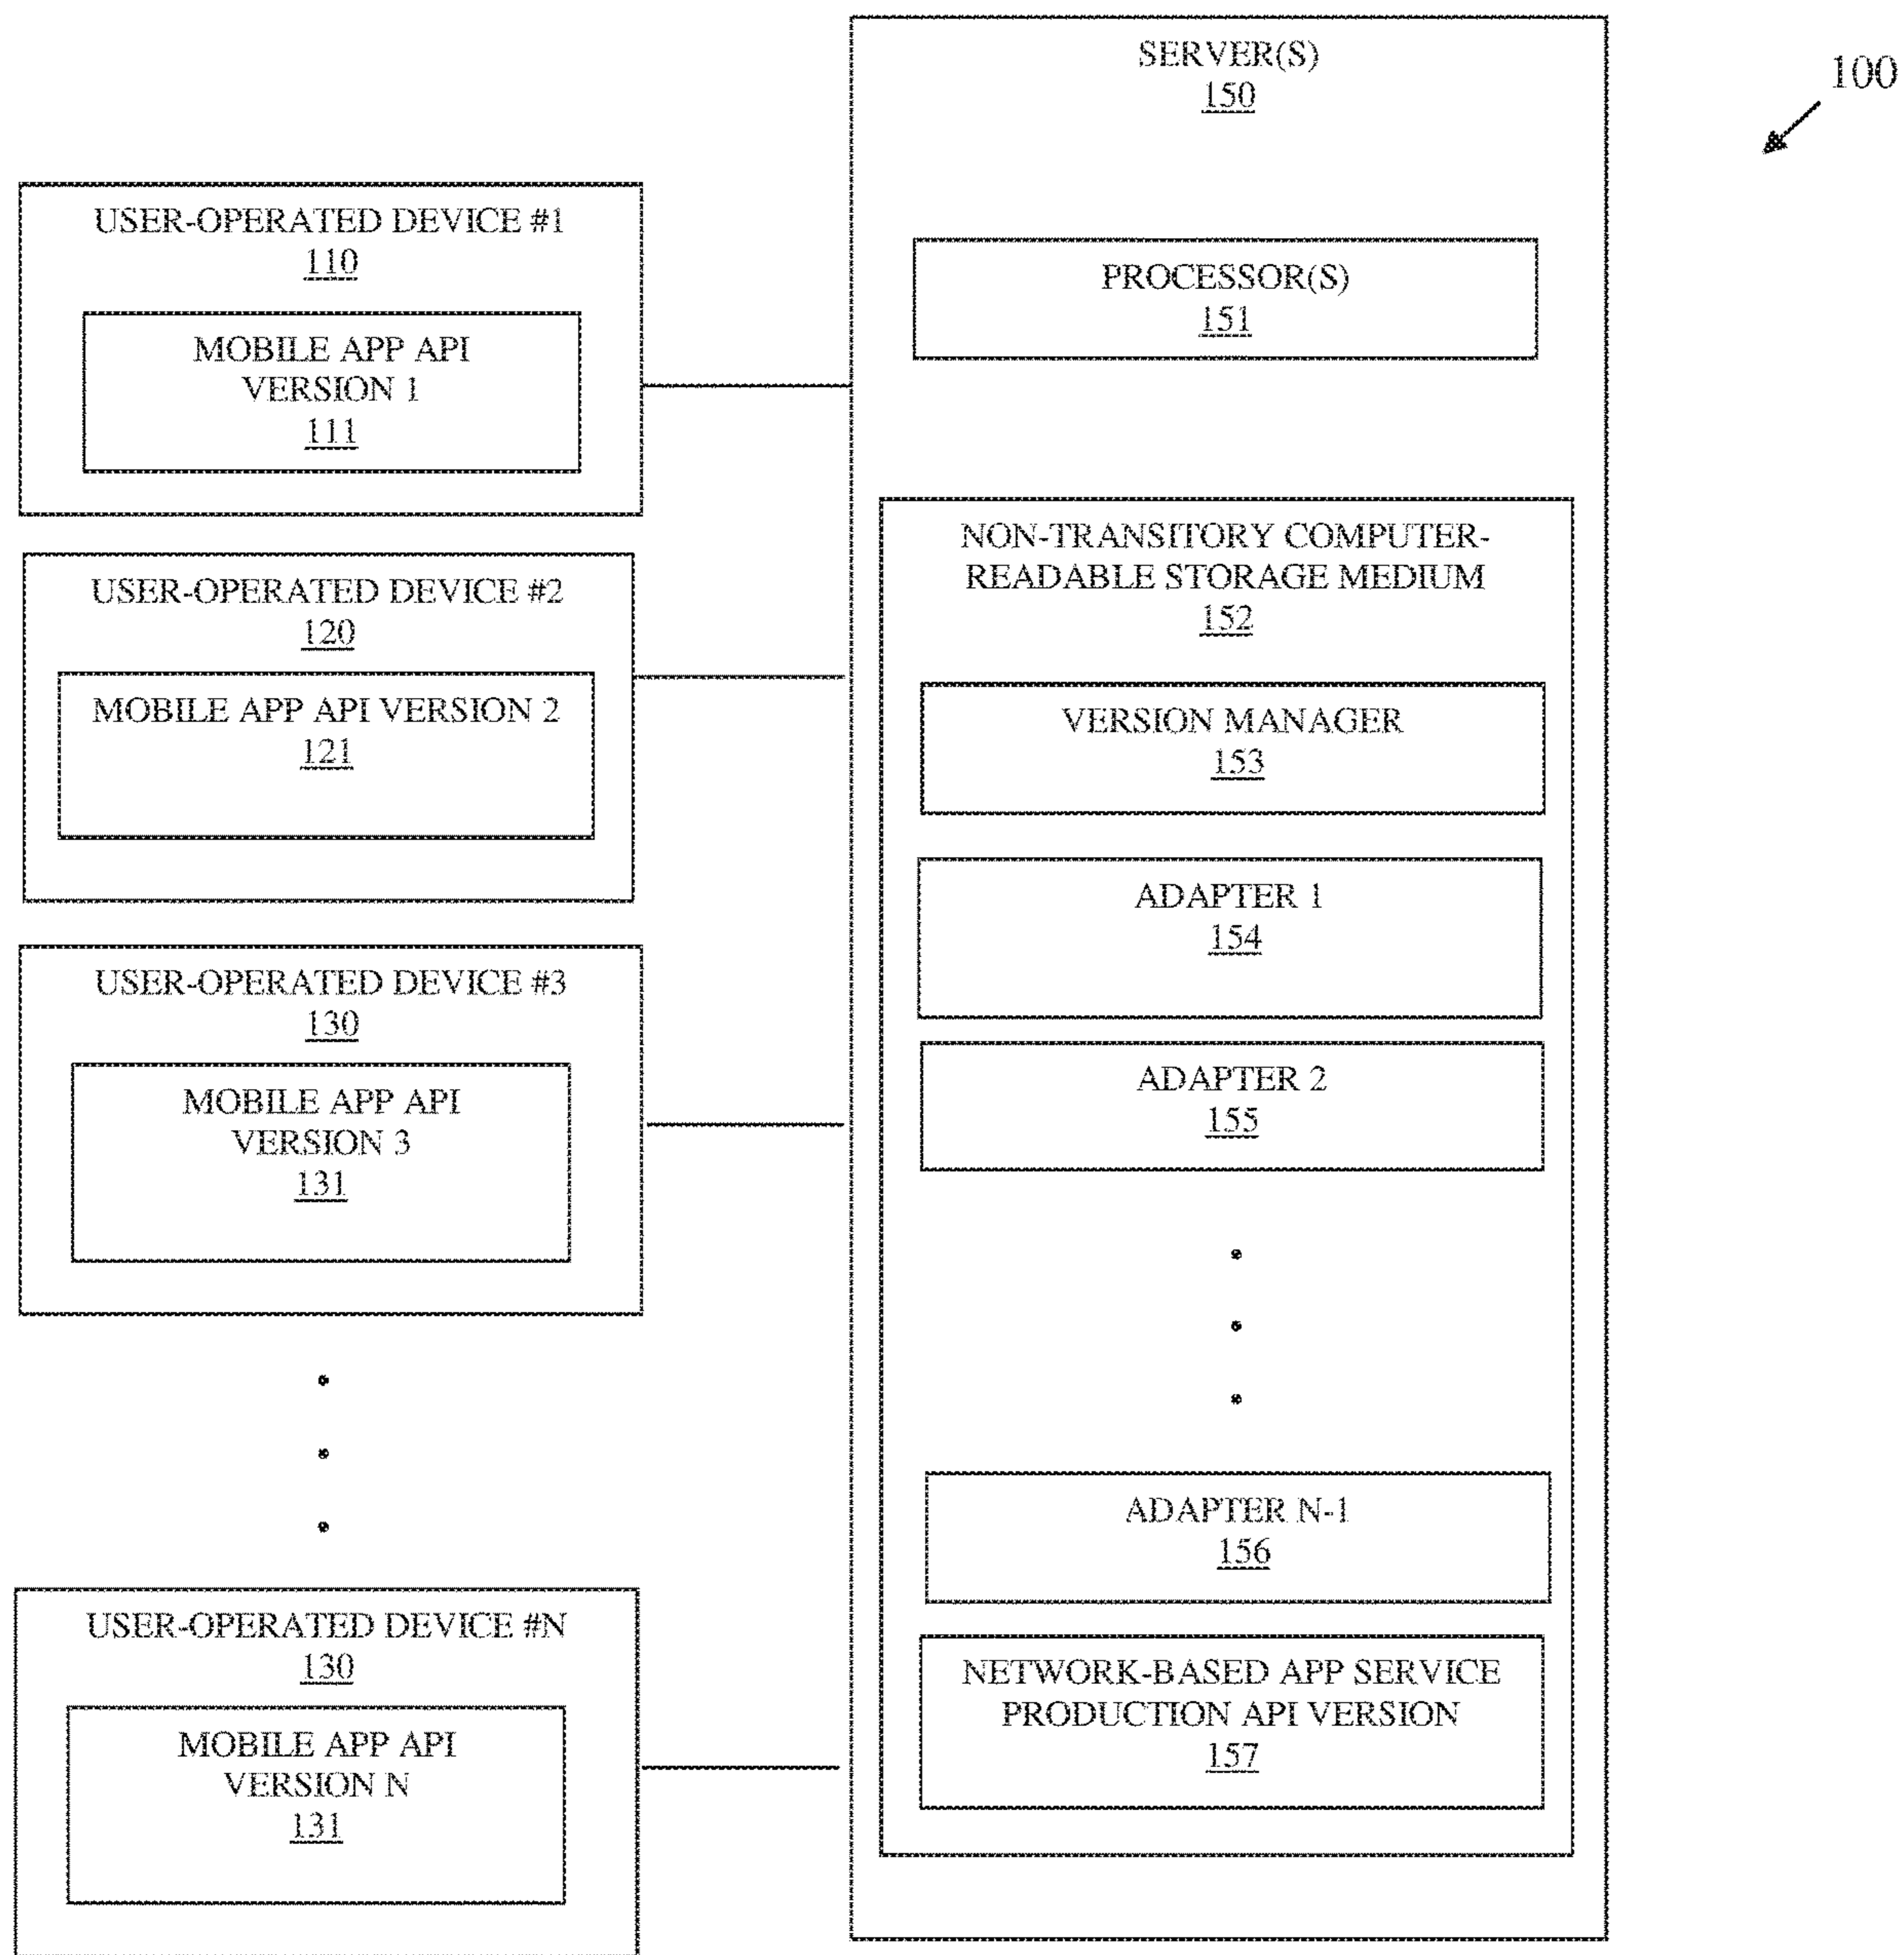 100
USER-OPERATED DEVICE #1
110
MOBILE APP API
VERSION 1
111
USER-OPERATED DEVICE #2
120
MOBILE APP API VERSION 2
121
USER-OPERATED DEVICE #3
130
MOBILE APP API
VERSION 3
131
USER-OPERATED DEVICE #N
130
MOBILE APP API
VERSION N
131
SERVER(S)
150
PROCESSOR(S)
151
NON-TRANSITORY COMPUTER-
READABLE STORAGE MEDIUM
152
VERSION MANAGER
153
ADAPTER 1
154
ADAPTER 2
155
ADAPTER N-1
156
NETWORK-BASED APP SERVICE
PRODUCTION API VERSION
157